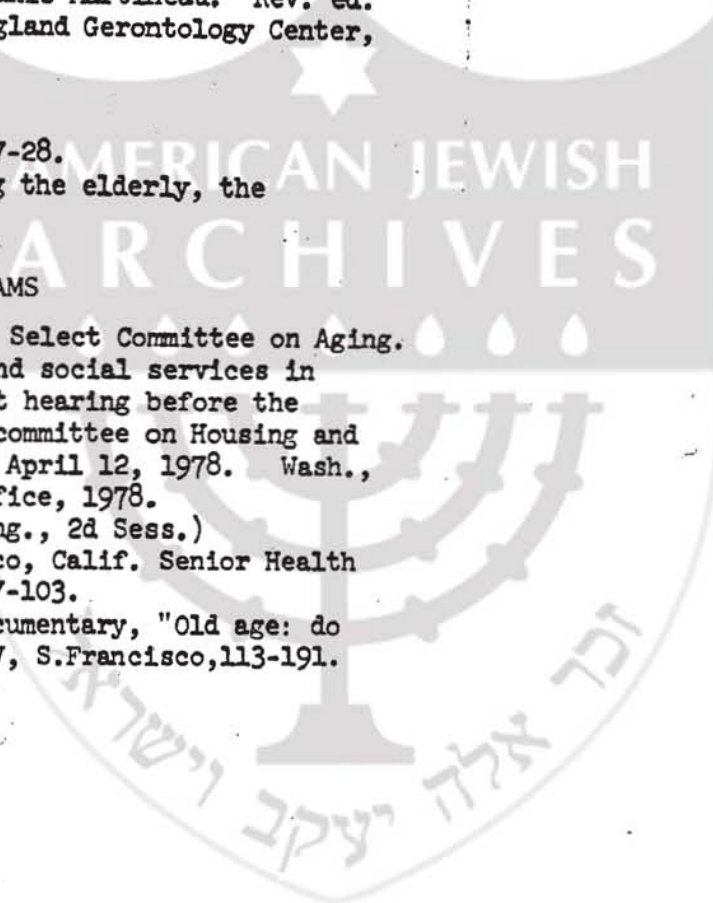 Rev. ed.
gland Gerontology Center,
7-28.
AMERICAN JEWISH
g the elderly, the
ARCHIVES
AMS
Select Committee on Aging.
nd social services in
t hearing before the
committee on Housing and
April 12, 1978. Wash.,
fice, 1978.
ng., 2d Sess.)
co, Calif. Senior Health
7-103.
cumentary, "Old age: do
V, S.Francisco,113-191.
זכר אלה יעקב וישראל